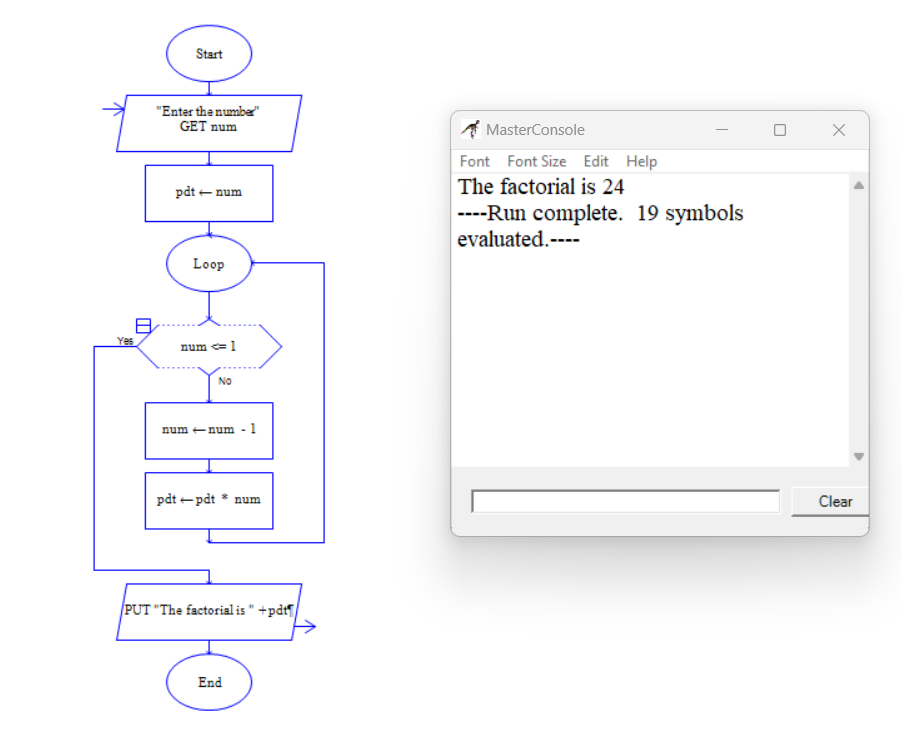 Start
"Enter the number"
GET num
pdt ← num
Loop
Yes
num <= 1
No
num ← num - 1
pdt ← pdt * num
PUT "The factorial is " +pdt¶
End
MasterConsole
Font Font Size Edit Help
The factorial is 24
----Run complete. 19 symbols
evaluated.----
Clear